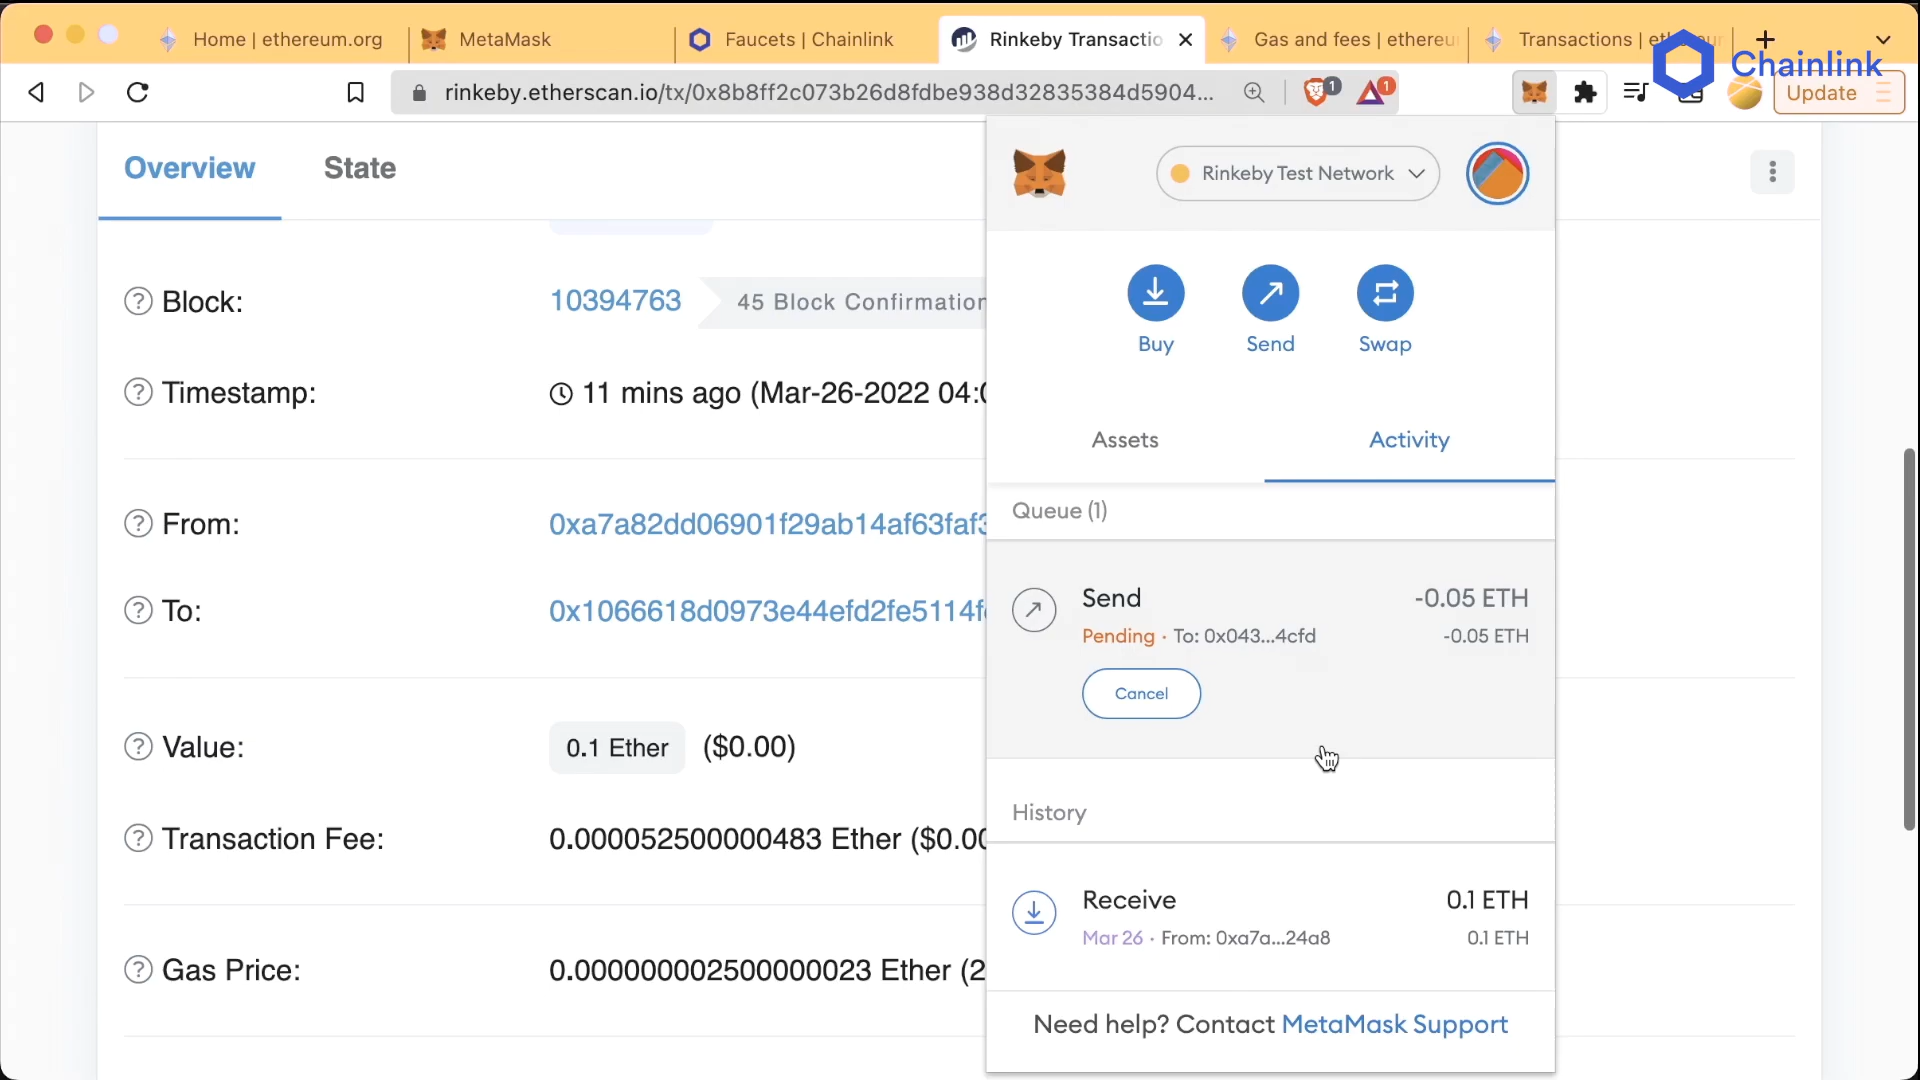 Home | ethereum.org
MetaMask
Faucets | Chainlink
Rinkeby Transactio
Gas and fees | ethereu
Transactions | ethereum
Chainlink
rinkeby.etherscan.io/tx/0x8b8ff2c073b26d8fdbe938d32835384d5904...
1
1
Update
Overview
State
Block:
10394763
45 Block Confirmation
Timestamp:
11 mins ago (Mar-26-2022 04:0
From:
0xa7a82dd06901f29ab14af63faf3
To:
0x1066618d0973e44efd2fe5114f
Value:
0.1 Ether
($0.00)
Transaction Fee:
0.000052500000483 Ether ($0.00
Gas Price:
0.000000002500000023 Ether (2
Rinkeby Test Network
Buy
Send
Swap
Assets
Activity
Queue (1)
Send
-0.05 ETH
Pending · To: 0x043...4cfd
-0.05 ETH
Cancel
History
Receive
0.1 ETH
Mar 26 · From: 0xa7a...24a8
0.1 ETH
Need help? Contact MetaMask Support